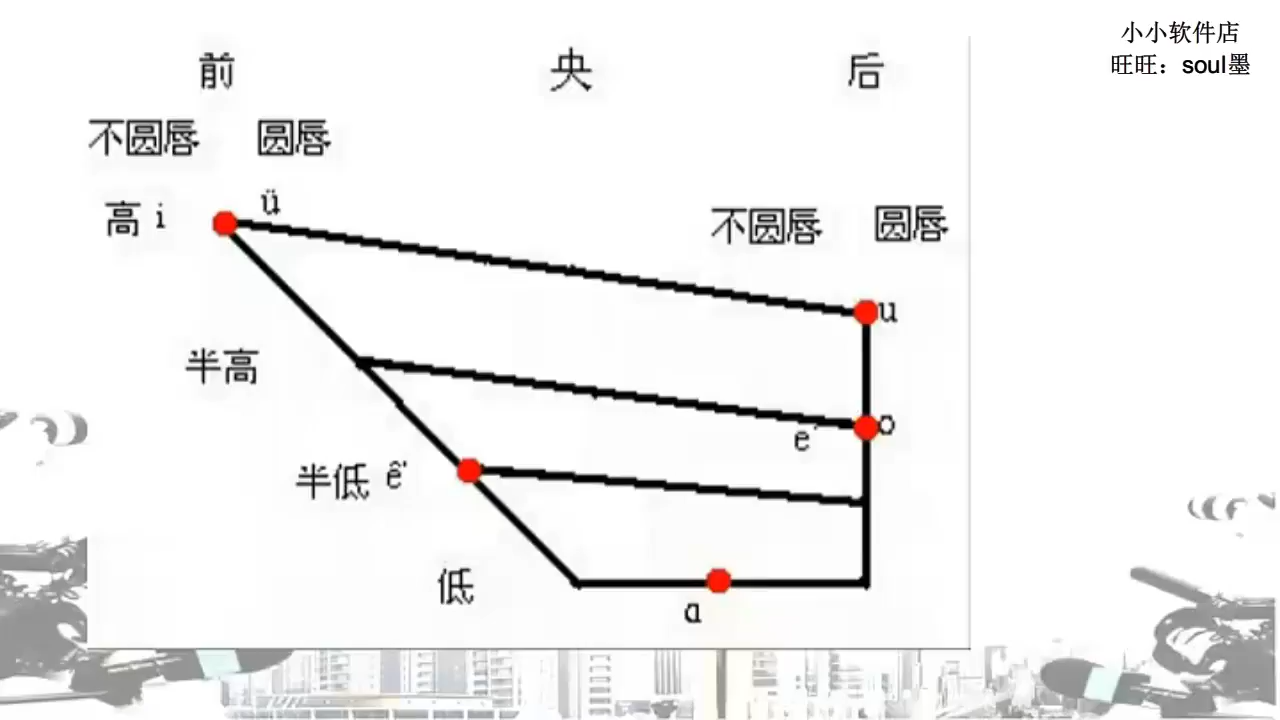 小小软件店
旺旺：soul墨
前 央 后
不圆唇 圆唇
ü
高 i
不圆唇 圆唇
u
半高
e o
半低 ê
低
a